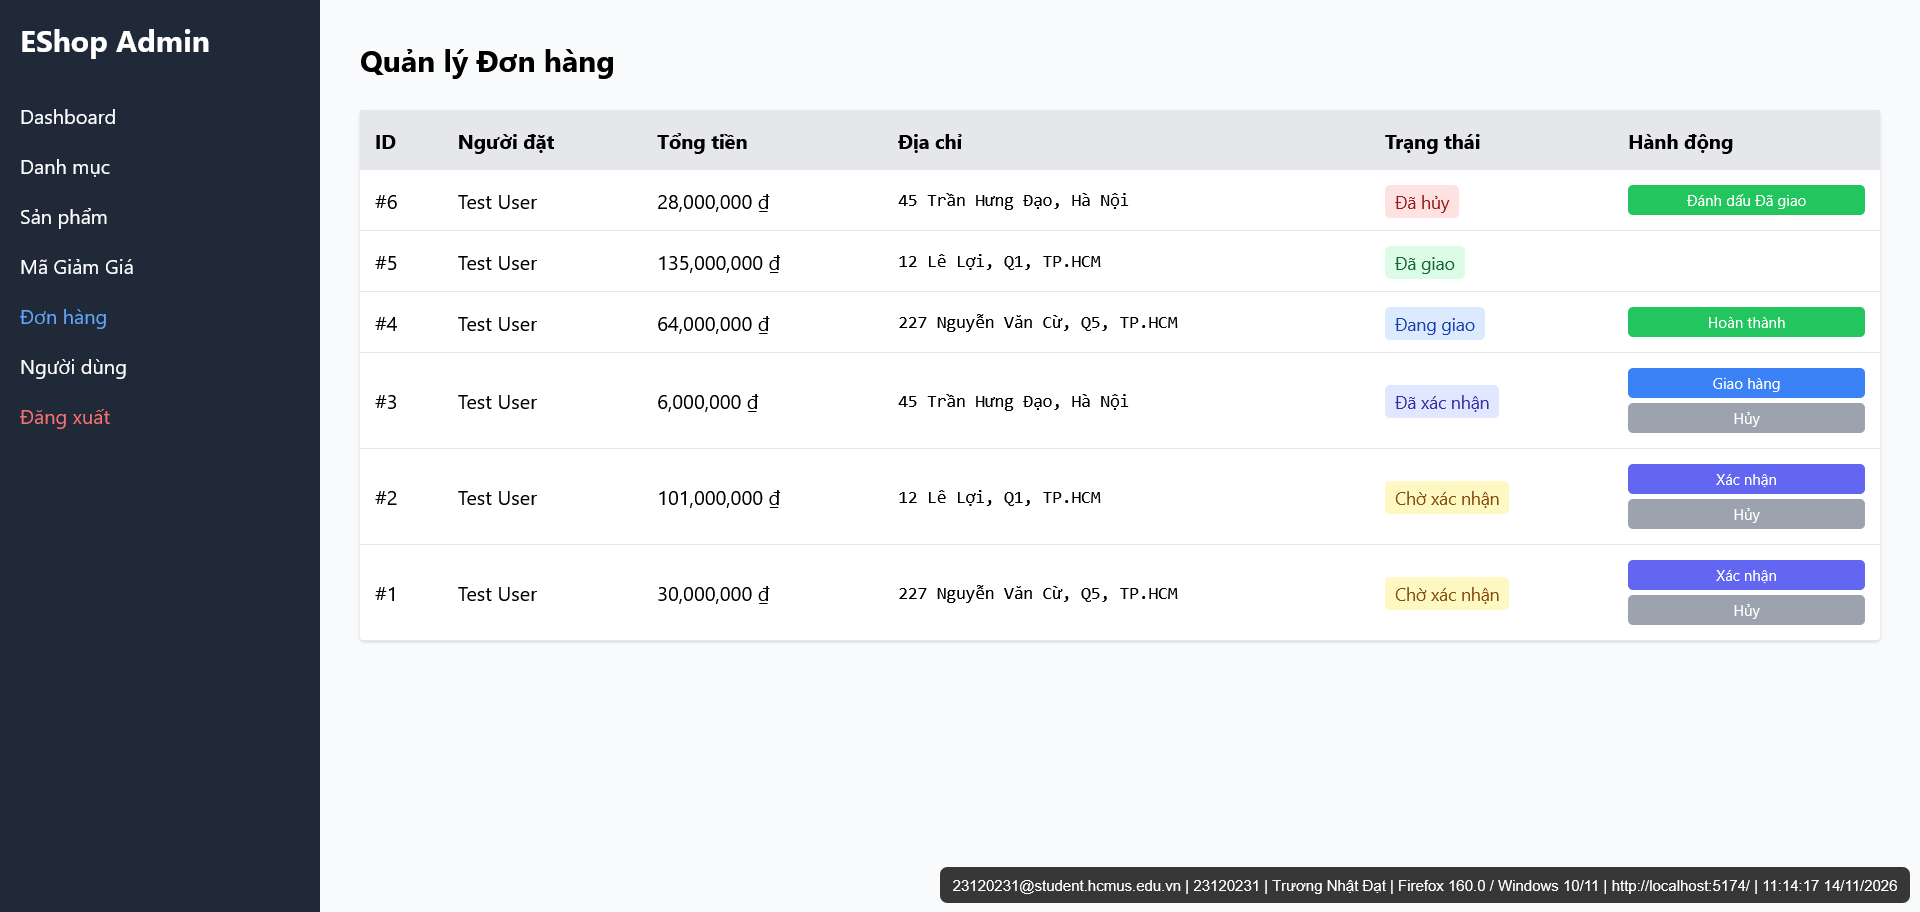 EShop Admin
Dashboard
Danh mục
Sản phẩm
Mã Giảm Giá
Đơn hàng
Người dùng
Đăng xuất
Quản lý Đơn hàng
ID Người đặt Tổng tiền Địa chỉ Trạng thái Hành động
#6 Test User 28,000,000 ₫ 45 Trần Hưng Đạo, Hà Nội Đã hủy Đánh dấu Đã giao
#5 Test User 135,000,000 ₫ 12 Lê Lợi, Q1, TP.HCM Đã giao
#4 Test User 64,000,000 ₫ 227 Nguyễn Văn Cừ, Q5, TP.HCM Đang giao Hoàn thành
#3 Test User 6,000,000 ₫ 45 Trần Hưng Đạo, Hà Nội Đã xác nhận Giao hàng
Hủy
#2 Test User 101,000,000 ₫ 12 Lê Lợi, Q1, TP.HCM Chờ xác nhận Xác nhận
Hủy
#1 Test User 30,000,000 ₫ 227 Nguyễn Văn Cừ, Q5, TP.HCM Chờ xác nhận Xác nhận
Hủy
23120231@student.hcmus.edu.vn | 23120231 | Trương Nhật Đạt | Firefox 160.0 / Windows 10/11 | http://localhost:5174/ | 11:14:17 14/11/2026